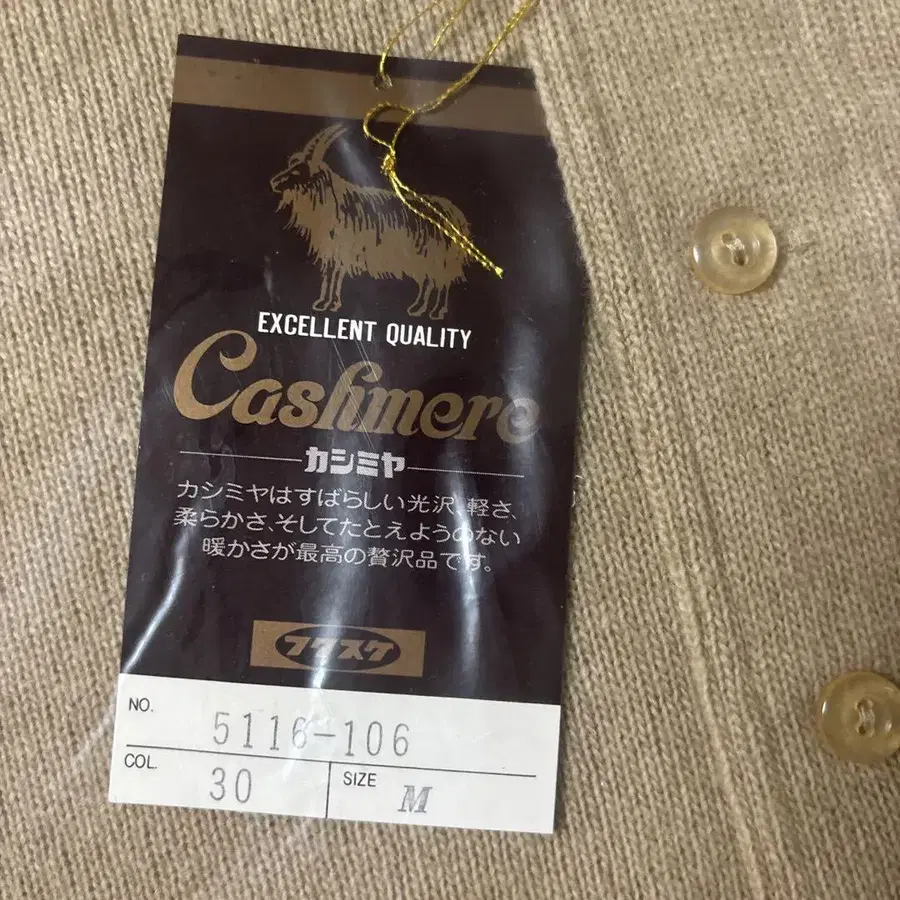 EXCELLENT QUALITY
Cashmere
カシミヤ
カシミヤはすばらしい光沢、軽さ、
柔らかさ、そしてたとえようのない
暖かさが最高の贅沢品です。
フクスケ
NO. 5116-106
COL. 30 SIZE M